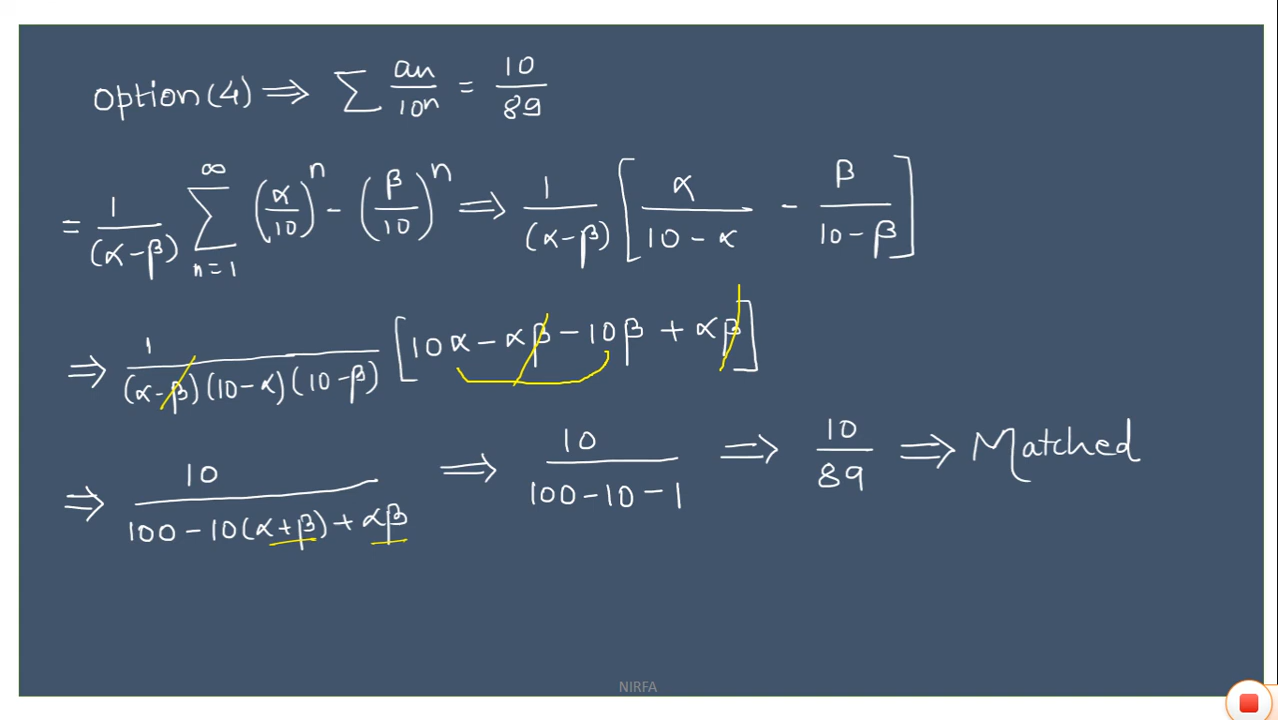 Option (4) ⟹ ∑ an/10ⁿ = 10/89
= 1/(α-β) ∑_{n=1}^{∞} (α/10)ⁿ - (β/10)ⁿ ⟹ 1/(α-β) [α/(10-α) - β/(10-β)]
⟹ 1/((α-β)(10-α)(10-β)) [10α - αβ - 10β + αβ]
⟹ 10/(100-10(α+β)+αβ) ⟹ 10/(100-10-1) ⟹ 10/89 ⟹ Matched
NIRFA